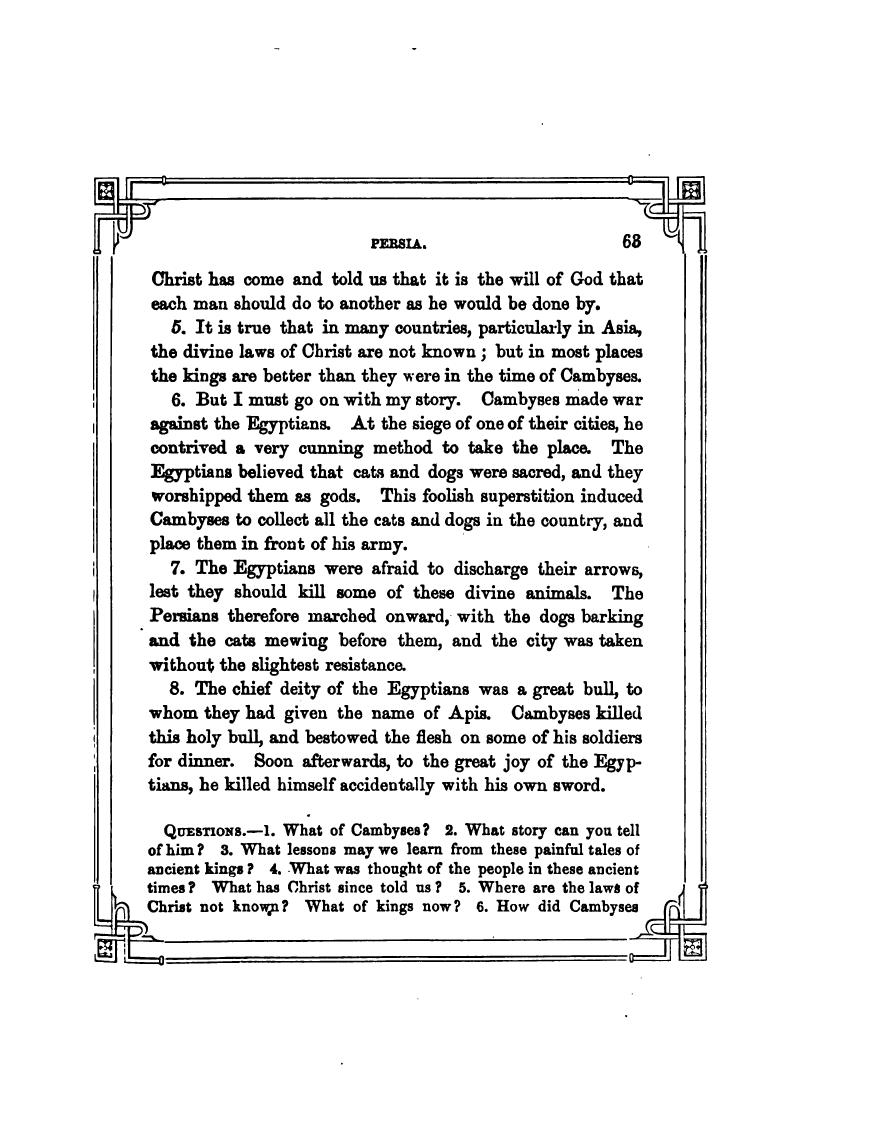 PERSIA. 63
Christ has come and told us that it is the will of God that
each man should do to another as he would be done by.
5. It is true that in many countries, particularly in Asia,
the divine laws of Christ are not known ; but in most places
the kings are better than they were in the time of Cambyses.
6. But I must go on with my story. Cambyses made war
against the Egyptians. At the siege of one of their cities, he
contrived a very cunning method to take the place. The
Egyptians believed that cats and dogs were sacred, and they
worshipped them as gods. This foolish superstition induced
Cambyses to collect all the cats and dogs in the country, and
place them in front of his army.
7. The Egyptians were afraid to discharge their arrows,
lest they should kill some of these divine animals. The
Persians therefore marched onward, with the dogs barking
and the cats mewing before them, and the city was taken
without the slightest resistance.
8. The chief deity of the Egyptians was a great bull, to
whom they had given the name of Apis. Cambyses killed
this holy bull, and bestowed the flesh on some of his soldiers
for dinner. Soon afterwards, to the great joy of the Egyp-
tians, he killed himself accidentally with his own sword.
QUESTIONS.—1. What of Cambyses? 2. What story can you tell
of him? 3. What lessons may we learn from these painful tales of
ancient kings? 4. What was thought of the people in these ancient
times? What has Christ since told us? 5. Where are the laws of
Christ not known? What of kings now? 6. How did Cambyses